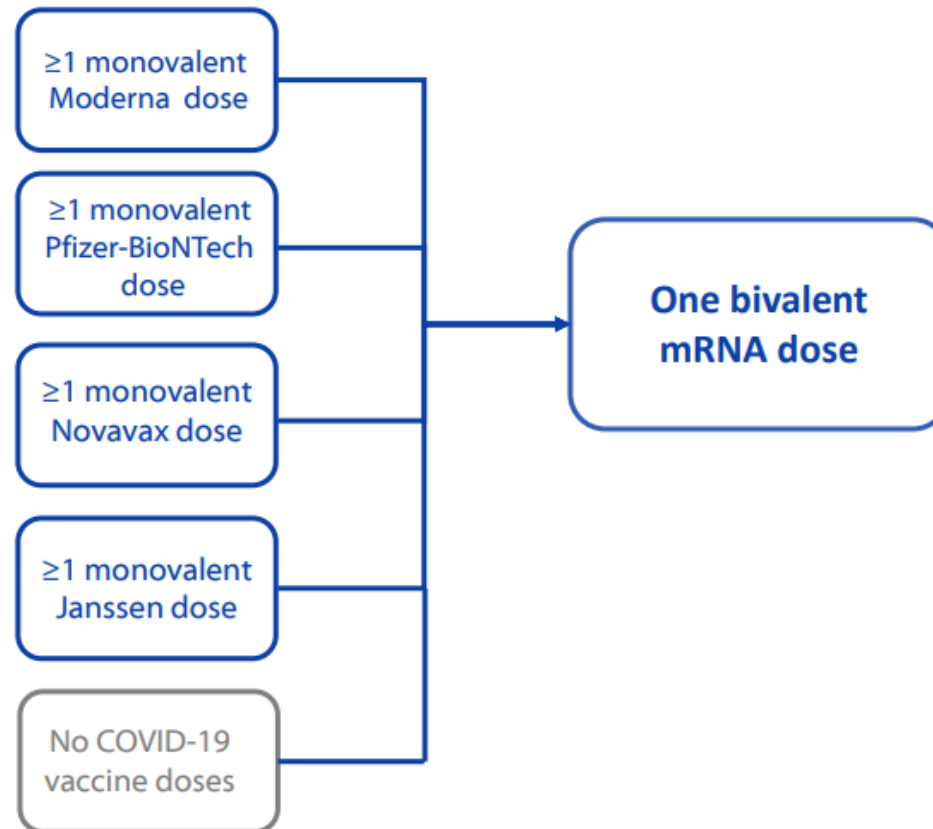 ≥1 monovalent
Moderna dose
≥1 monovalent
Pfizer-BioNTech
dose
≥1 monovalent
Novavax dose
≥1 monovalent
Janssen dose
No COVID-19
vaccine doses
One bivalent
mRNA dose